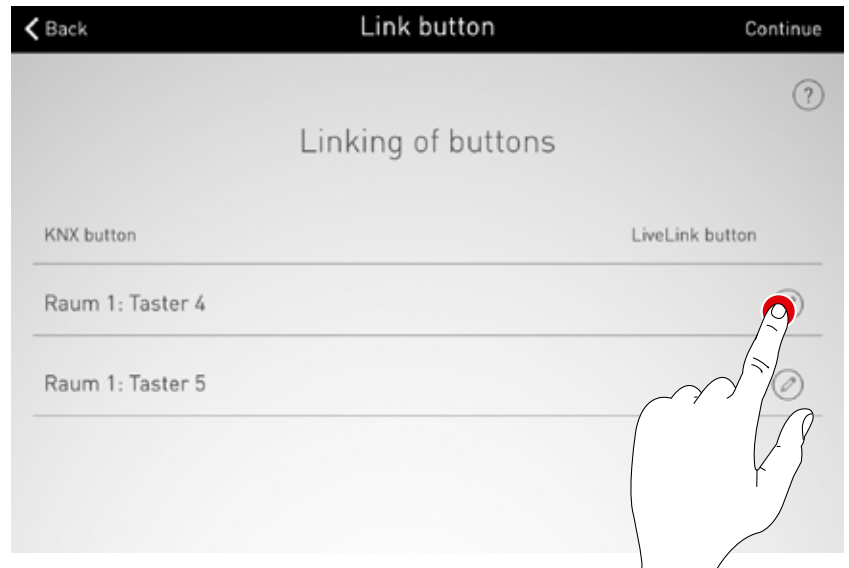 Back
Link button
Continue
?
Linking of buttons
KNX button
LiveLink button
Raum 1: Taster 4
Raum 1: Taster 5